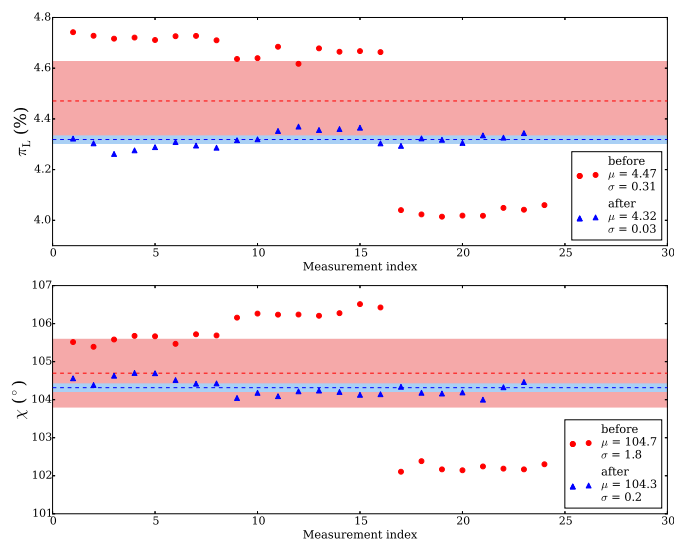 4.8
4.6
4.4
4.2
4.0
π_L (%)
0 5 10 15 20 25 30
Measurement index
before
μ = 4.47
σ = 0.31
after
μ = 4.32
σ = 0.03
106
105
104
103
102
101
χ (°)
0 5 10 15 20 25 30
Measurement index
before
μ = 104.7
σ = 1.8
after
μ = 104.3
σ = 0.2